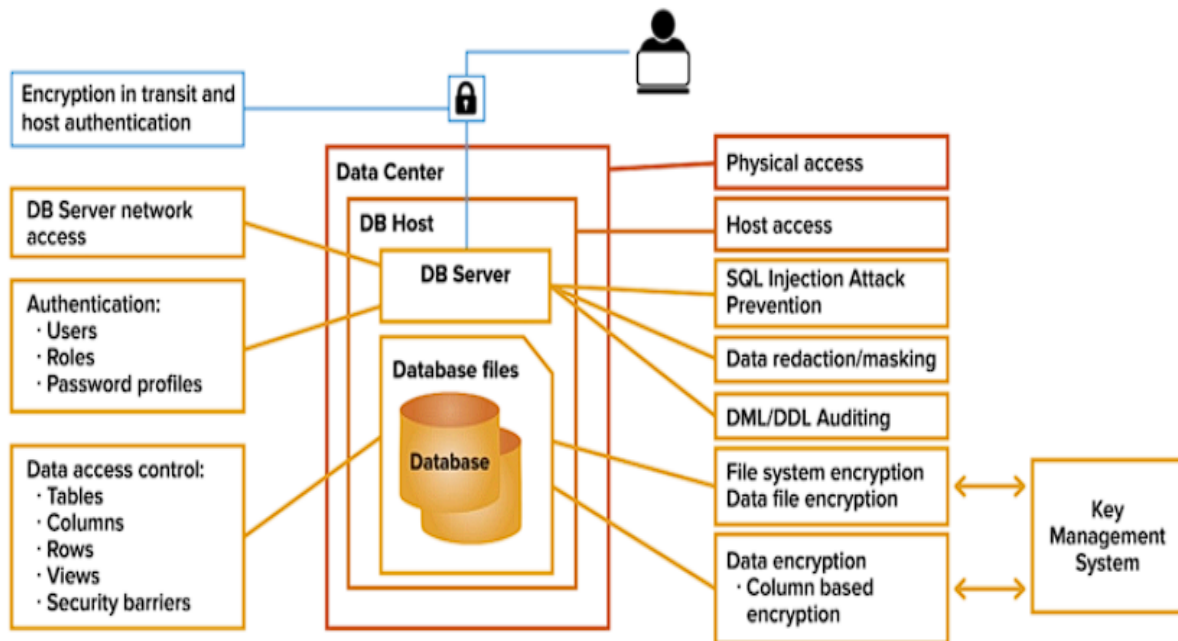 Encryption in transit and
host authentication
DB Server network
access
Authentication:
· Users
· Roles
· Password profiles
Data access control:
· Tables
· Columns
· Rows
· Views
· Security barriers
Data Center
DB Host
DB Server
Database files
Database
Physical access
Host access
SQL Injection Attack
Prevention
Data redaction/masking
DML/DDL Auditing
File system encryption
Data file encryption
Data encryption
· Column based
encryption
Key
Management
System